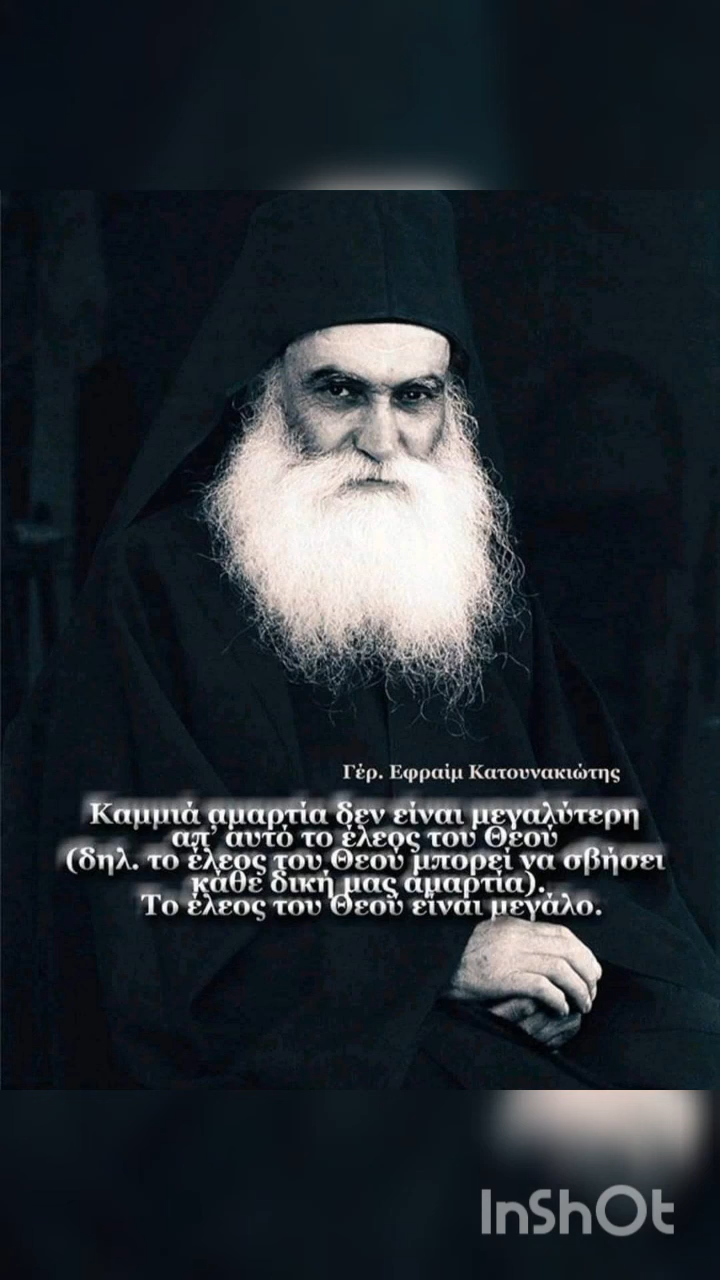 Γέρ. Εφραίμ Κατουνακιώτης
Καμμιά αμαρτία δεν είναι μεγαλύτερη
απ' αυτό το έλεος του Θεού
(δηλ. το έλεος του Θεού μπορεί να σβήσει
κάθε δική μας αμαρτία).
Το έλεος του Θεού είναι μεγάλο.
InShOt